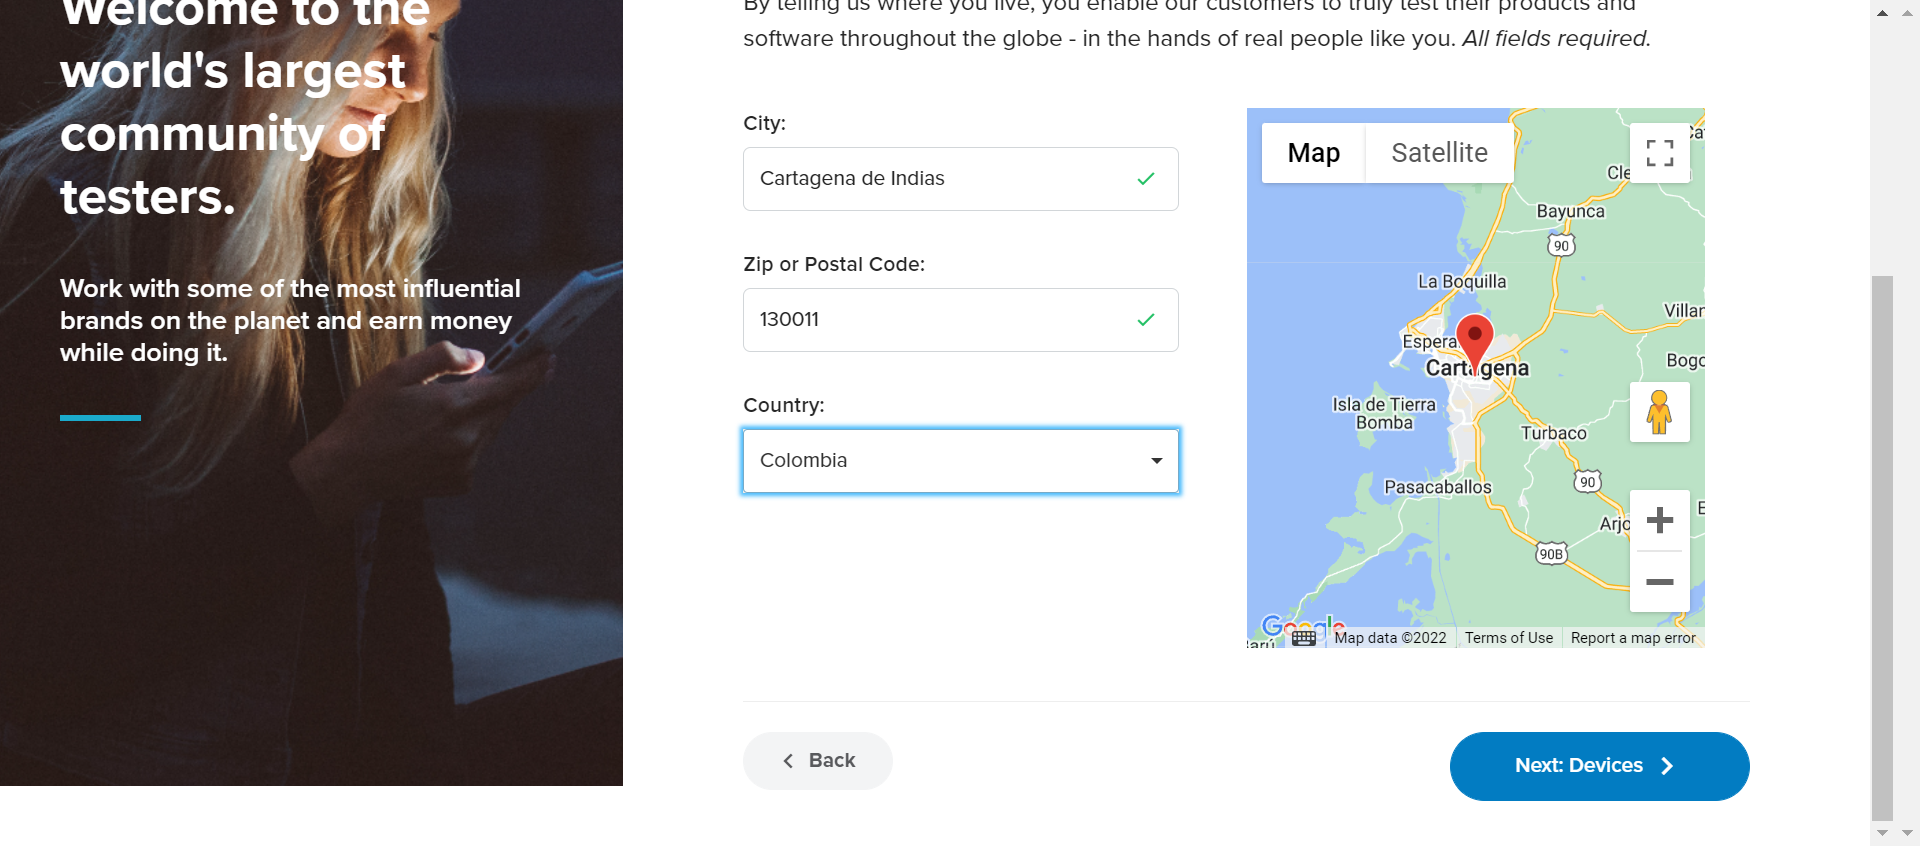 Welcome to the
world's largest
community of
testers.
Work with some of the most influential
brands on the planet and earn money
while doing it.
By telling us where you live, you enable our customers to truly test their products and
software throughout the globe - in the hands of real people like you. All fields required.
City:
Cartagena de Indias
Zip or Postal Code:
130011
Country:
Colombia
Back
Next: Devices
Map
Satellite
Bayunca
90
La Boquilla
Cartagena
Isla de Tierra
Bomba
Turbaco
90
Pasacaballos
90B
Google
Map data ©2022
Terms of Use
Report a map error